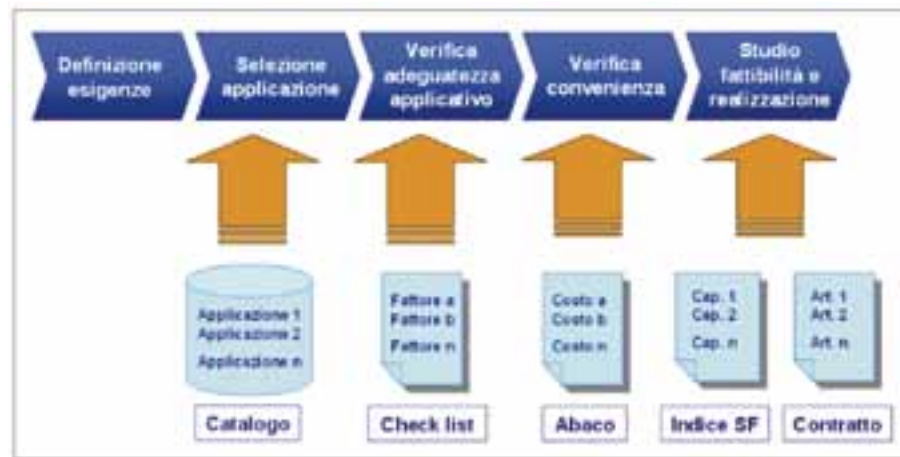 Definizione
esigenze
Selezione
applicazione
Verifica
adeguatezza
applicativo
Verifica
convenienza
Studio
fattibilità e
realizzazione
Applicazione 1
Applicazione 2
Applicazione n
Fattore a
Fattore b
Fattore n
Costo a
Costo b
Costo n
Cap. 1
Cap. 2
Cap. n
Art. 1
Art. 2
Art. n
Catalogo
Check list
Abaco
Indice SF
Contratto